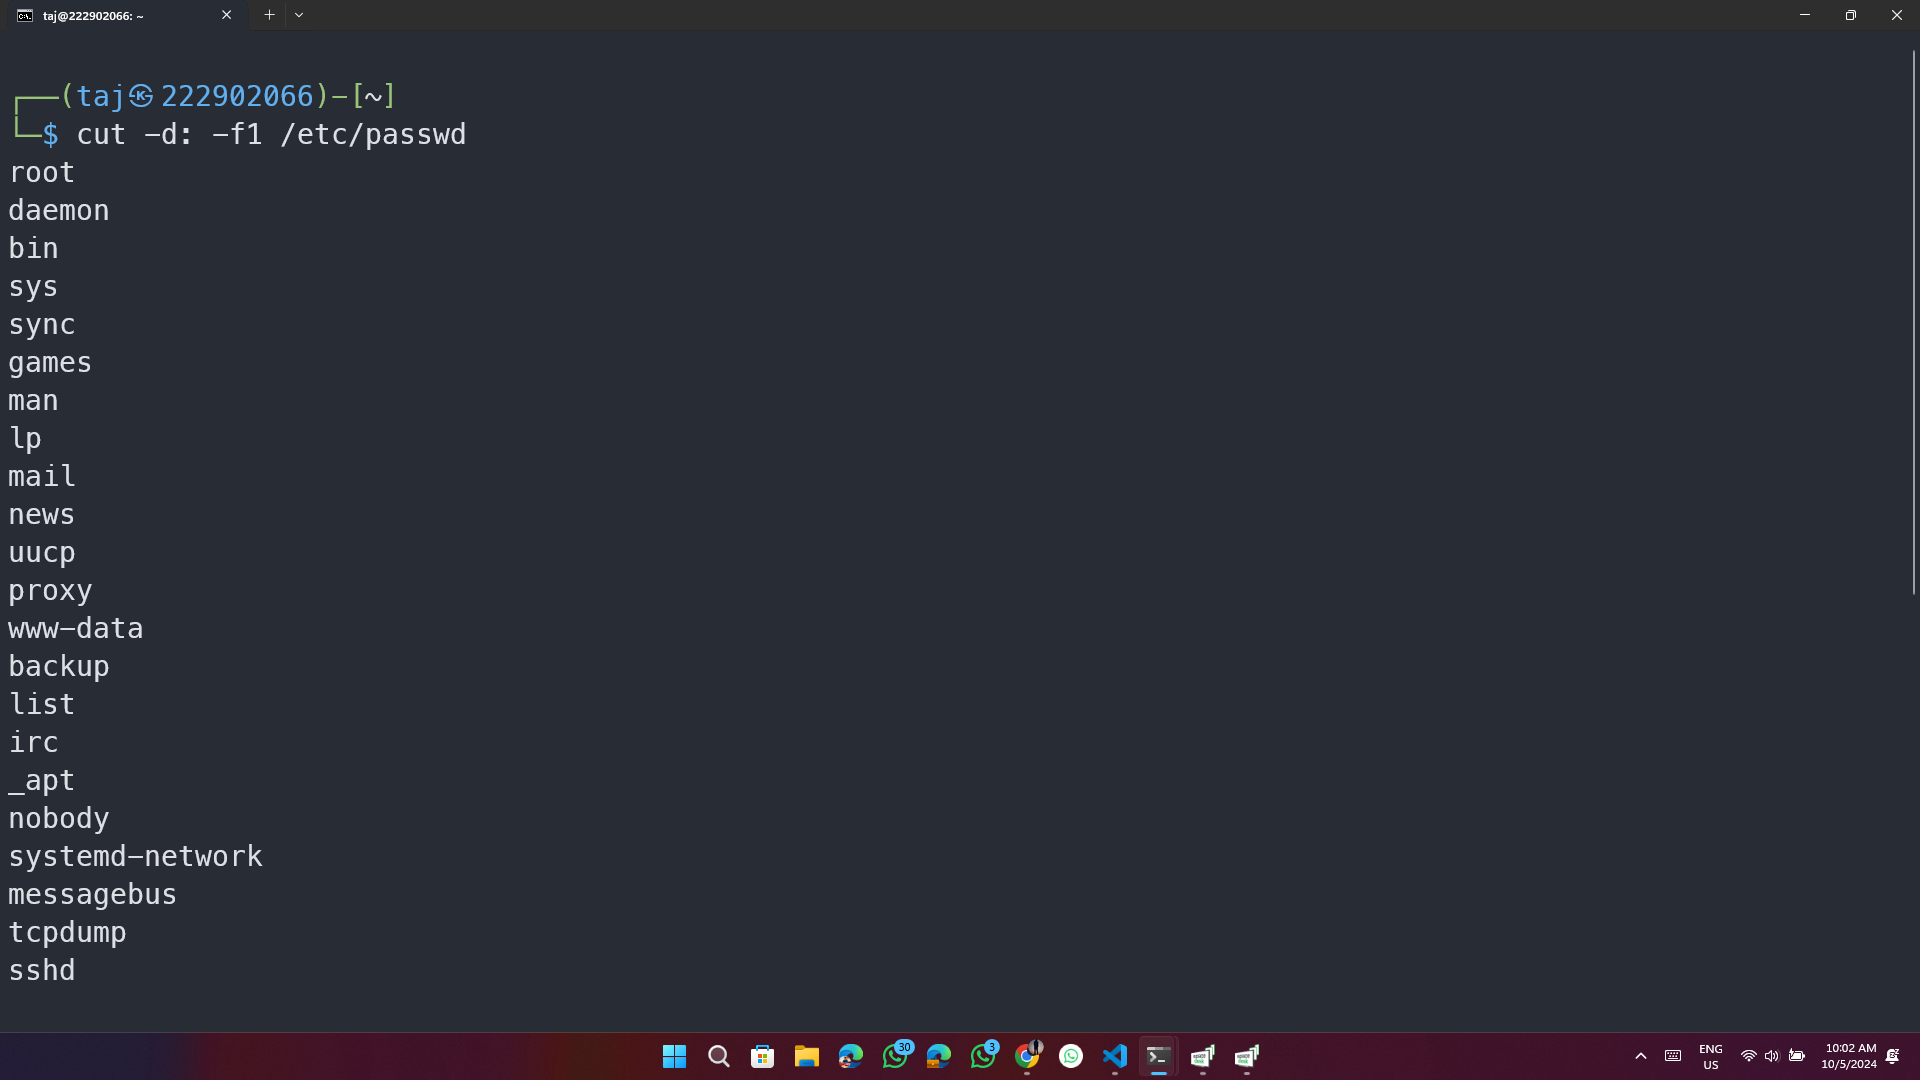 taj@222902066: ~
┌──(taj㉿222902066)-[~]
└─$ cut -d: -f1 /etc/passwd
root
daemon
bin
sys
sync
games
man
lp
mail
news
uucp
proxy
www-data
backup
list
irc
_apt
nobody
systemd-network
messagebus
tcpdump
sshd
30
3
ENG
US
10:02 AM
10/5/2024